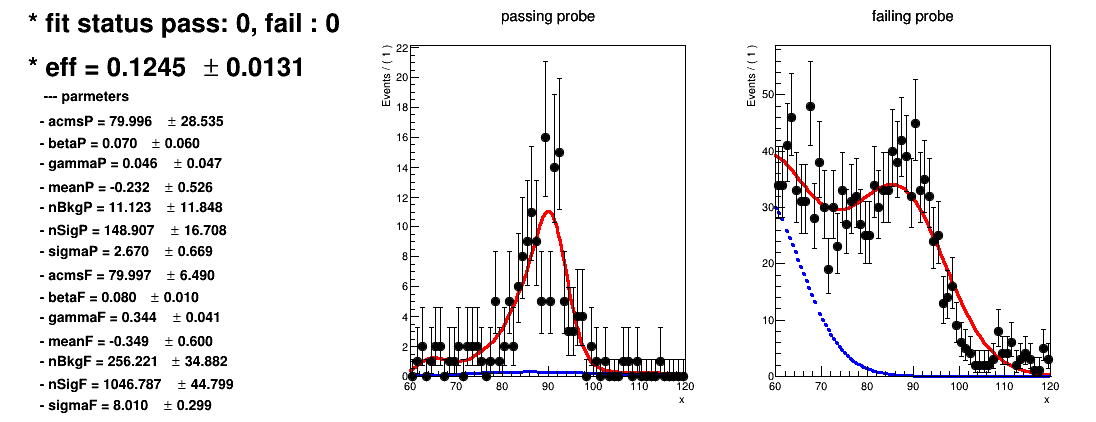 * fit status pass: 0, fail : 0
* eff = 0.1245 ± 0.0131
--- parmeters
- acmsP = 79.996 ± 28.535
- betaP = 0.070 ± 0.060
- gammaP = 0.046 ± 0.047
- meanP = -0.232 ± 0.526
- nBkgP = 11.123 ± 11.848
- nSigP = 148.907 ± 16.708
- sigmaP = 2.670 ± 0.669
- acmsF = 79.997 ± 6.490
- betaF = 0.080 ± 0.010
- gammaF = 0.344 ± 0.041
- meanF = -0.349 ± 0.600
- nBkgF = 256.221 ± 34.882
- nSigF = 1046.787 ± 44.799
- sigmaF = 8.010 ± 0.299
passing probe
Events / ( 1 )
22
20
18
16
14
12
10
8
6
4
2
0
60 70 80 90 100 110 120
x
failing probe
Events / ( 1 )
50
40
30
20
10
0
60 70 80 90 100 110 120
x